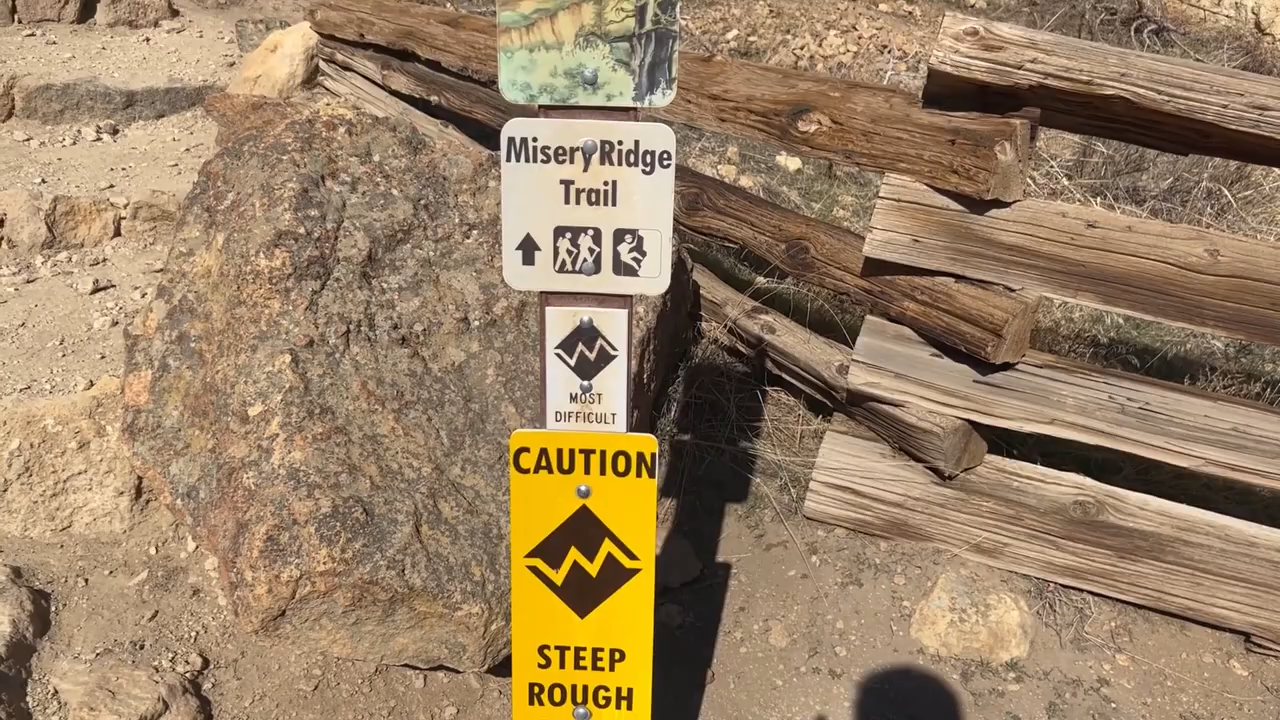 Misery Ridge
Trail
MOST
DIFFICULT
CAUTION
STEEP
ROUGH